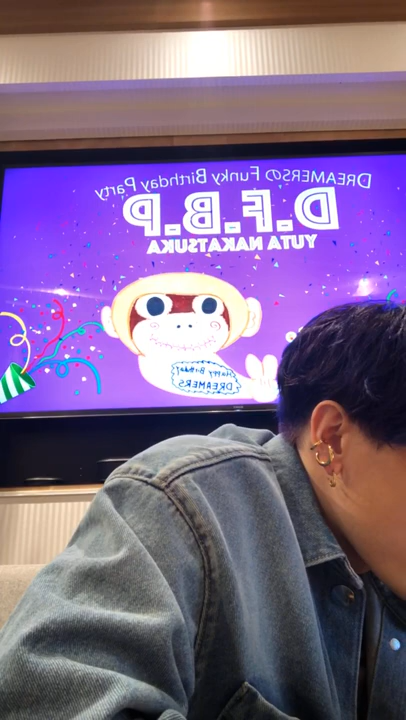 DREAMERSの Funky Birthday Party
D.F.B.P
YUTA NAKATSUKA
Happy Birthday
DREAMERS